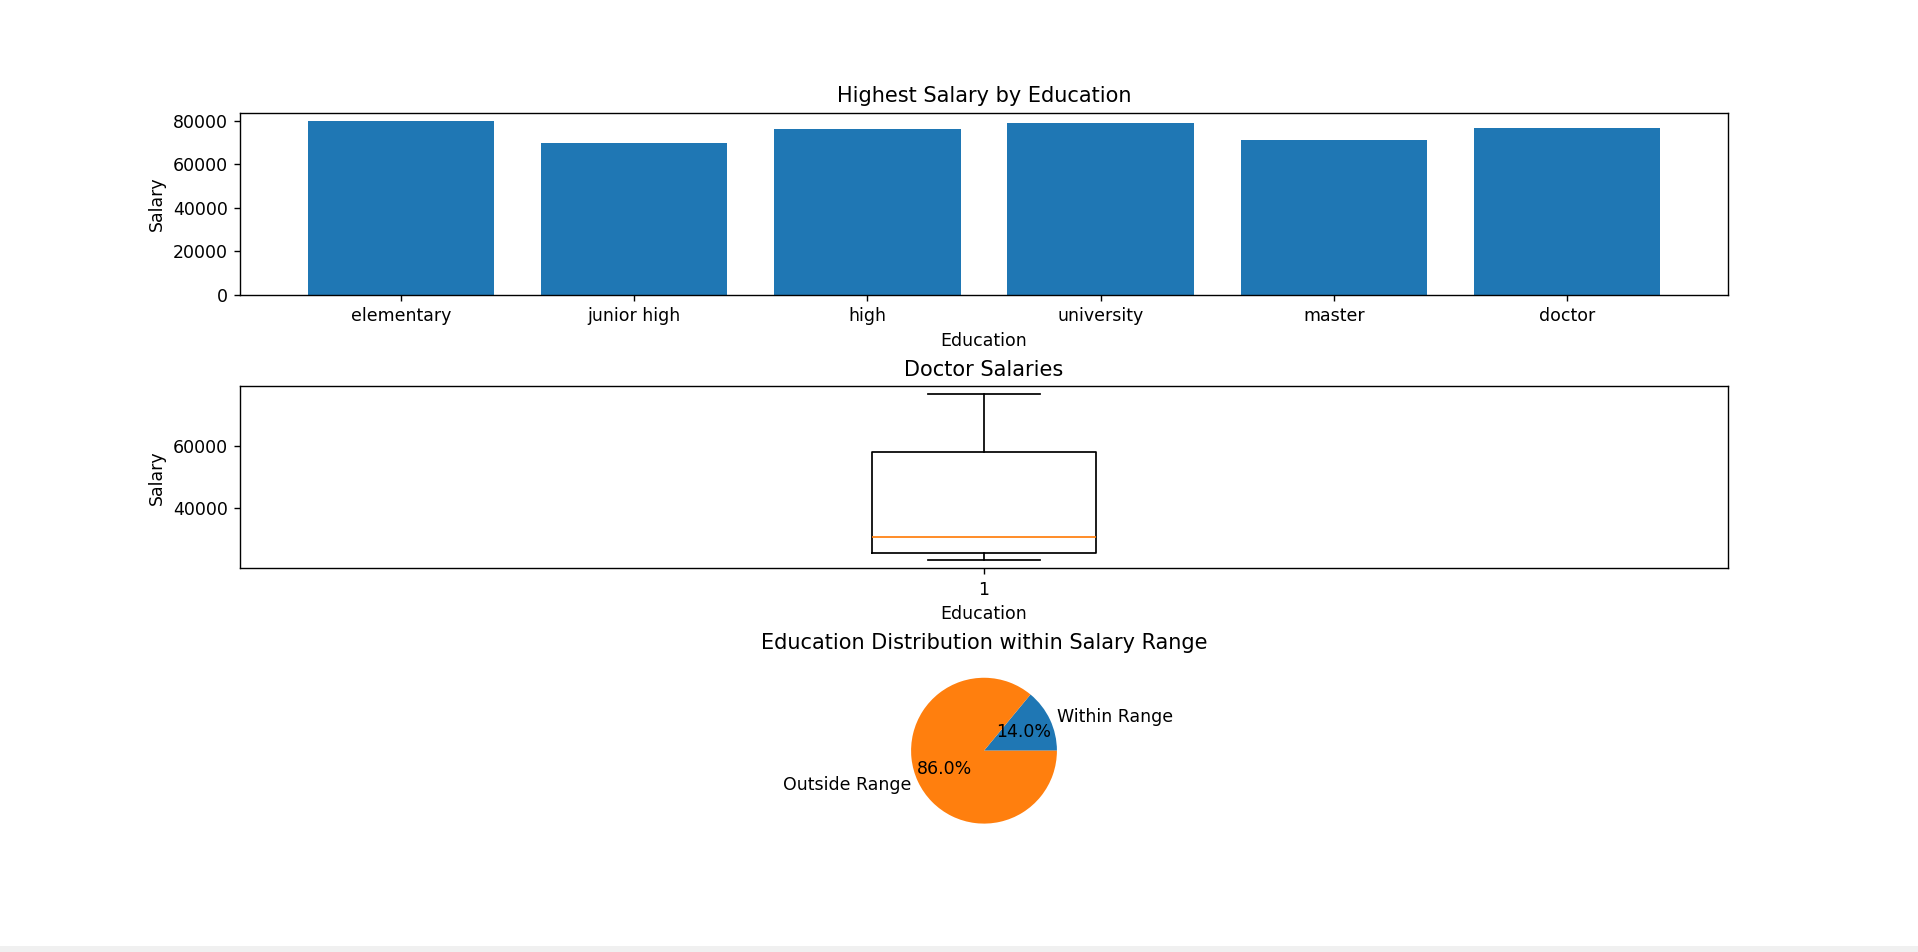 Highest Salary by Education
80000
60000
40000
20000
0
Salary
elementary junior high high university master doctor
Education
Doctor Salaries
60000
40000
Salary
1
Education
Education Distribution within Salary Range
Within Range
14.0%
86.0%
Outside Range